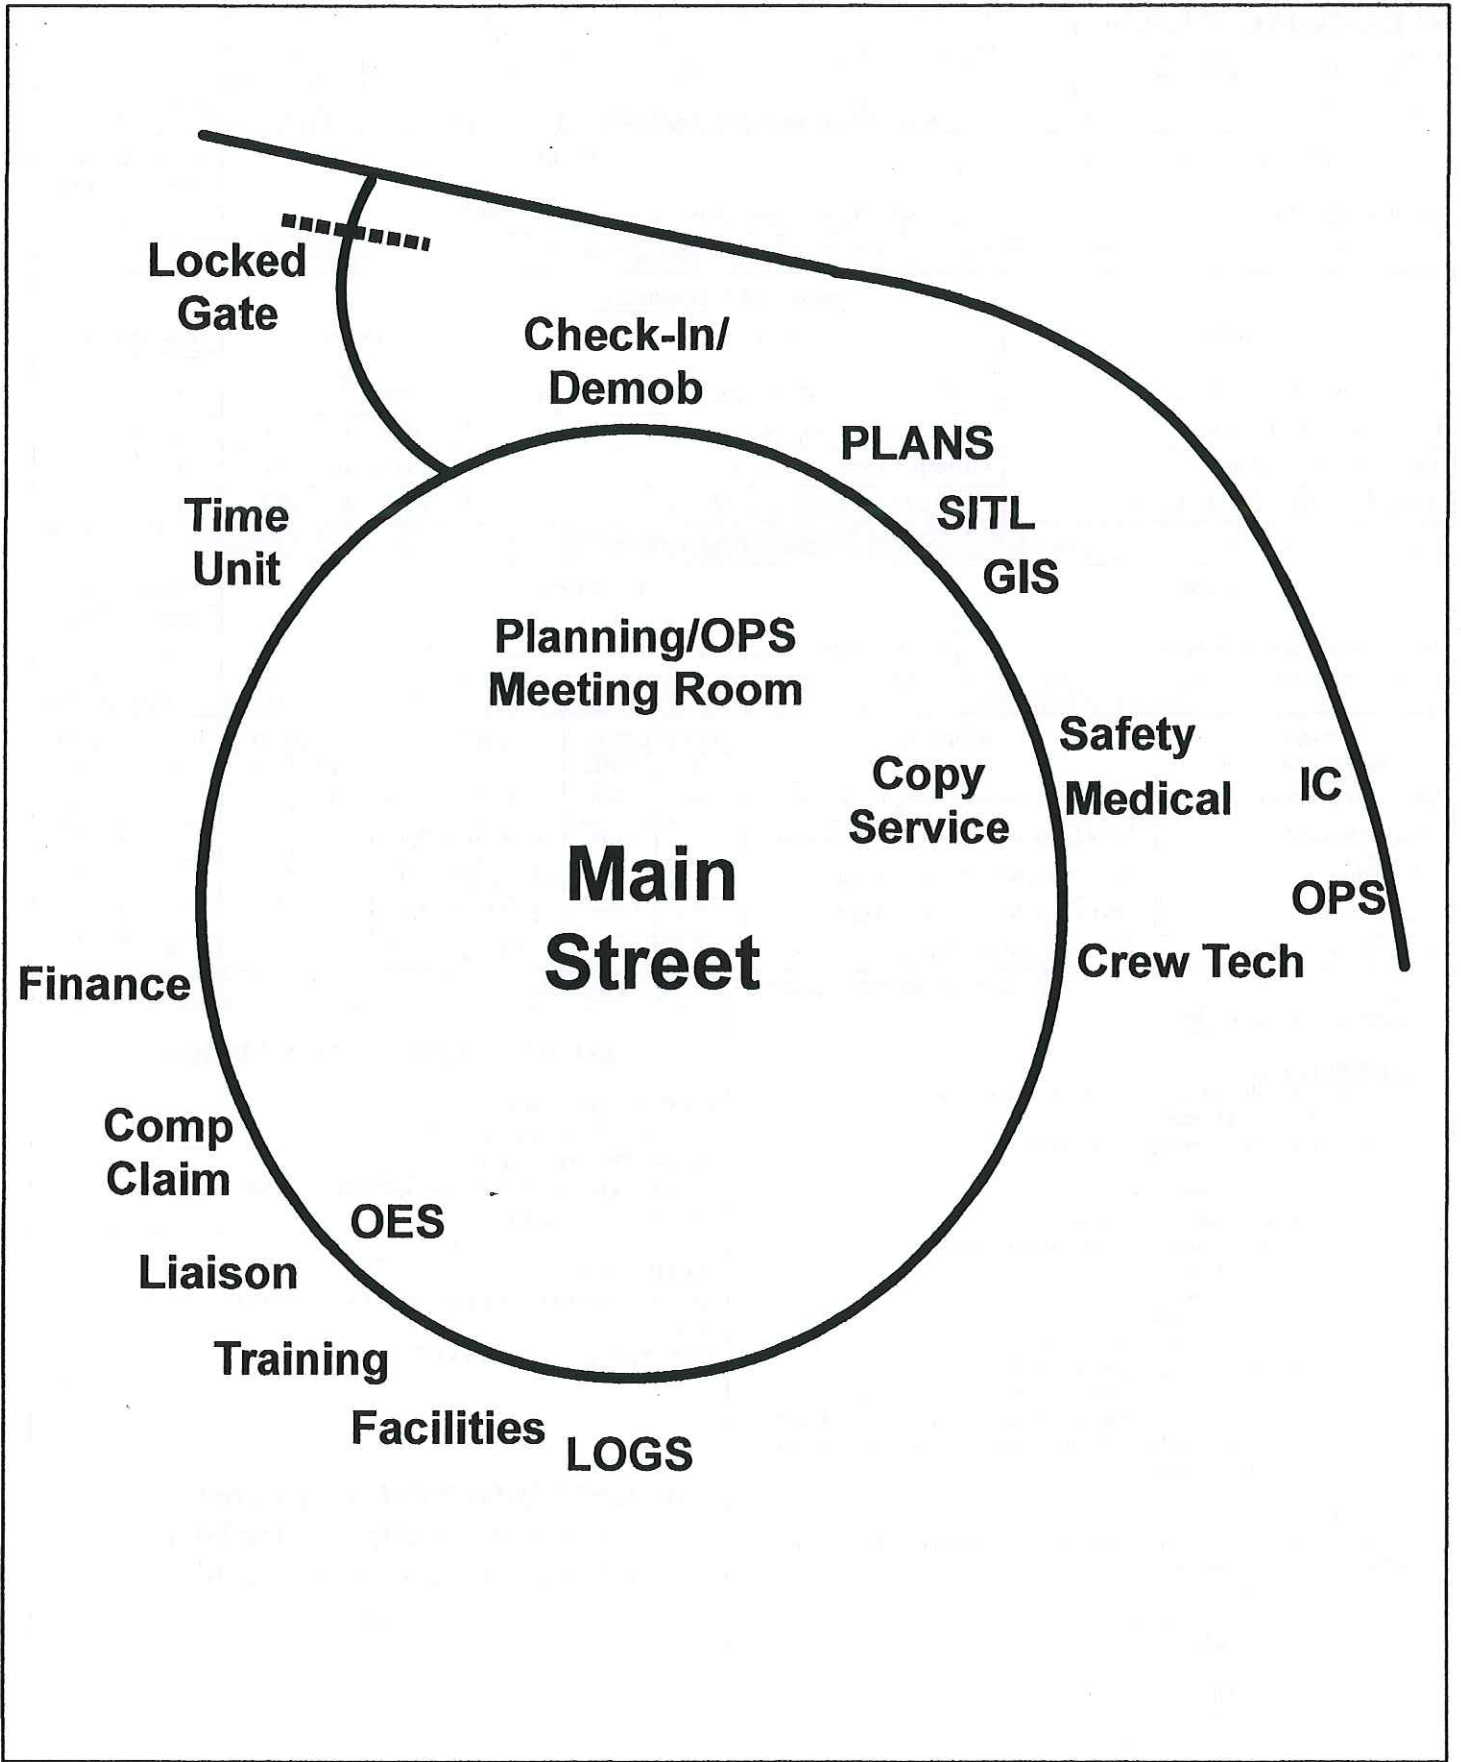 Locked
Gate
Check-In/
Demob
PLANS
SITL
GIS
Time
Unit
Planning/OPS
Meeting Room
Safety
Medical
IC
Copy
Service
Main
Street
OPS
Crew Tech
Finance
Comp
Claim
OES
Liaison
Training
Facilities
LOGS